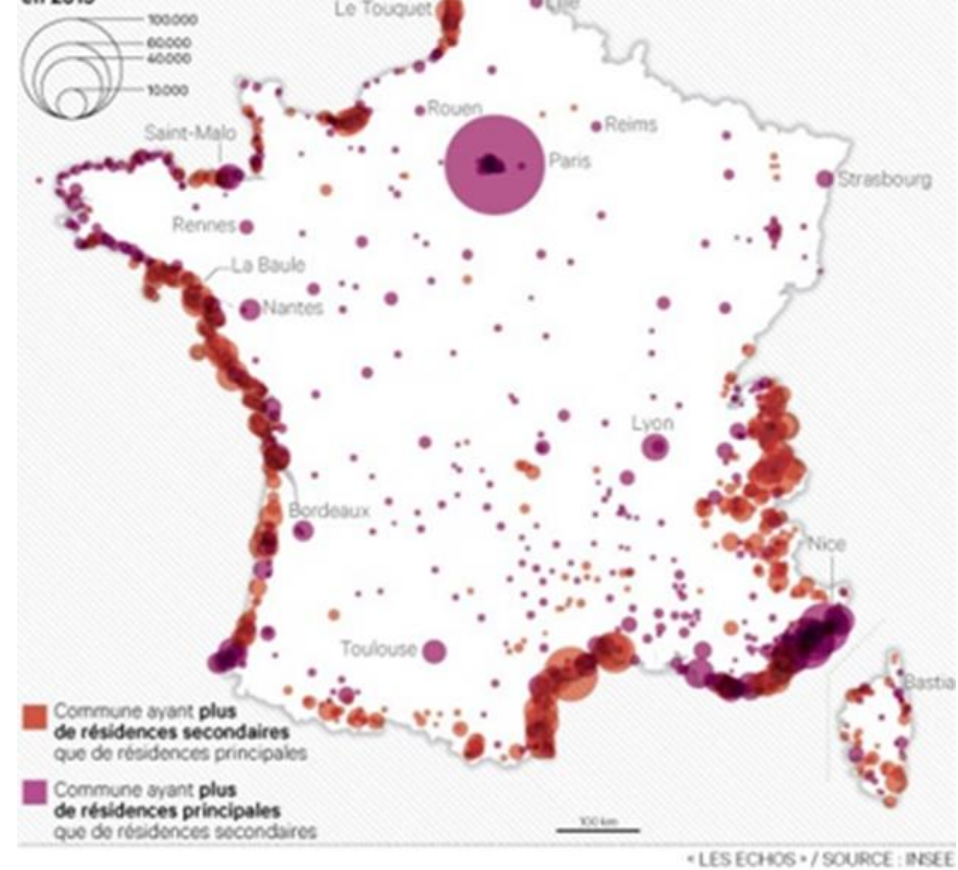 en 2015
100.000
60.000
40.000
10.000
Le Touquet
Lille
Rouen
Reims
Saint-Malo
Paris
Strasbourg
Rennes
La Baule
Nantes
Lyon
Bordeaux
Nice
Toulouse
Bastia
Commune ayant plus
de résidences secondaires
que de résidences principales
Commune ayant plus
de résidences principales
que de résidences secondaires
100 km
« LES ECHOS » / SOURCE : INSEE